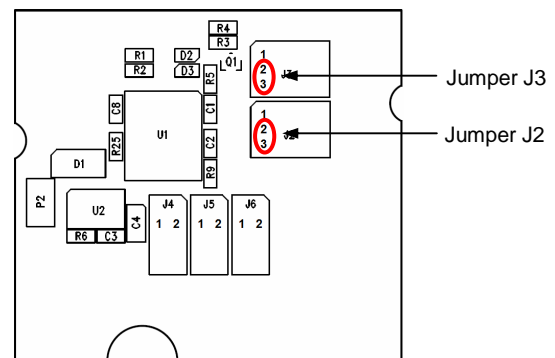 R4
R3
Q1
R1
R2
D2
D3
R5
1
2
3
J3
Jumper J3
C8
C1
U1
1
2
3
J2
Jumper J2
R25
C2
D1
R9
P2
U2
C4
R6 C3
J4 J5 J6
1 2 1 2 1 2